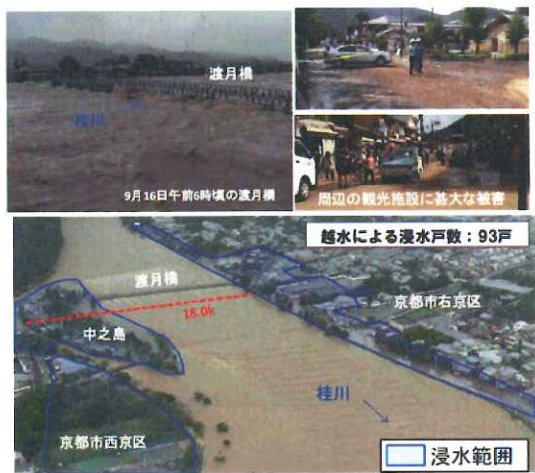 渡月橋
桂川
9月16日午前6時頃の渡月橋
周辺の観光施設に甚大な被害
越水による浸水戸数：93戸
渡月橋
京都市右京区
18.0k
中之島
桂川
京都市西京区
浸水範囲